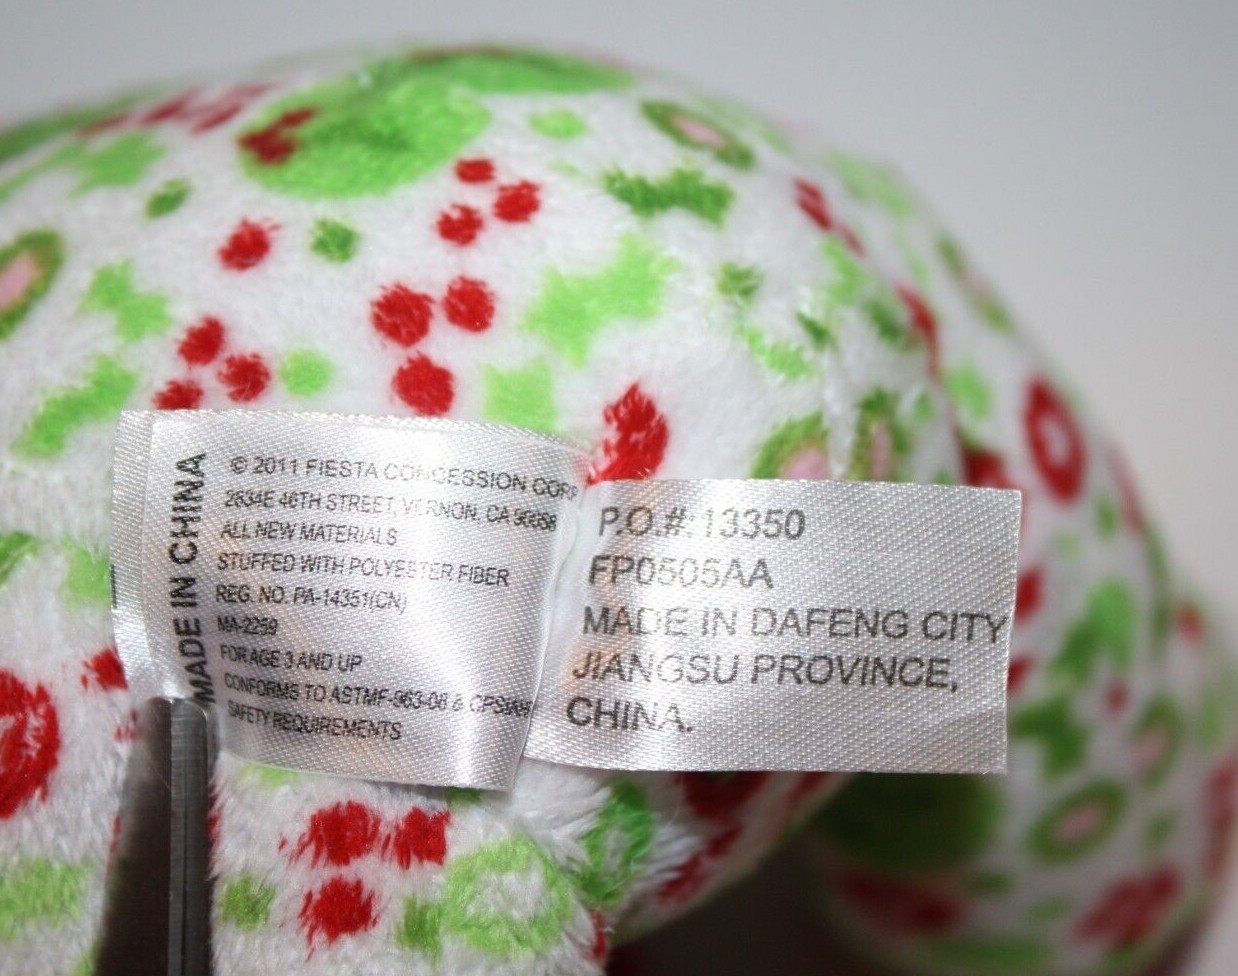 MADE IN CHINA
© 2011 FIESTA CONCESSION CORP
2634E 46TH STREET, VERNON, CA 90058
ALL NEW MATERIALS
STUFFED WITH POLYESTER FIBER
REG. NO. PA-14351(CN)
MA-2259
FOR AGE 3 AND UP
CONFORMS TO ASTMF-963-08 & CPSIAHR
SAFETY REQUIREMENTS
P.O.#: 13350
FP0505AA
MADE IN DAFENG CITY
JIANGSU PROVINCE,
CHINA.